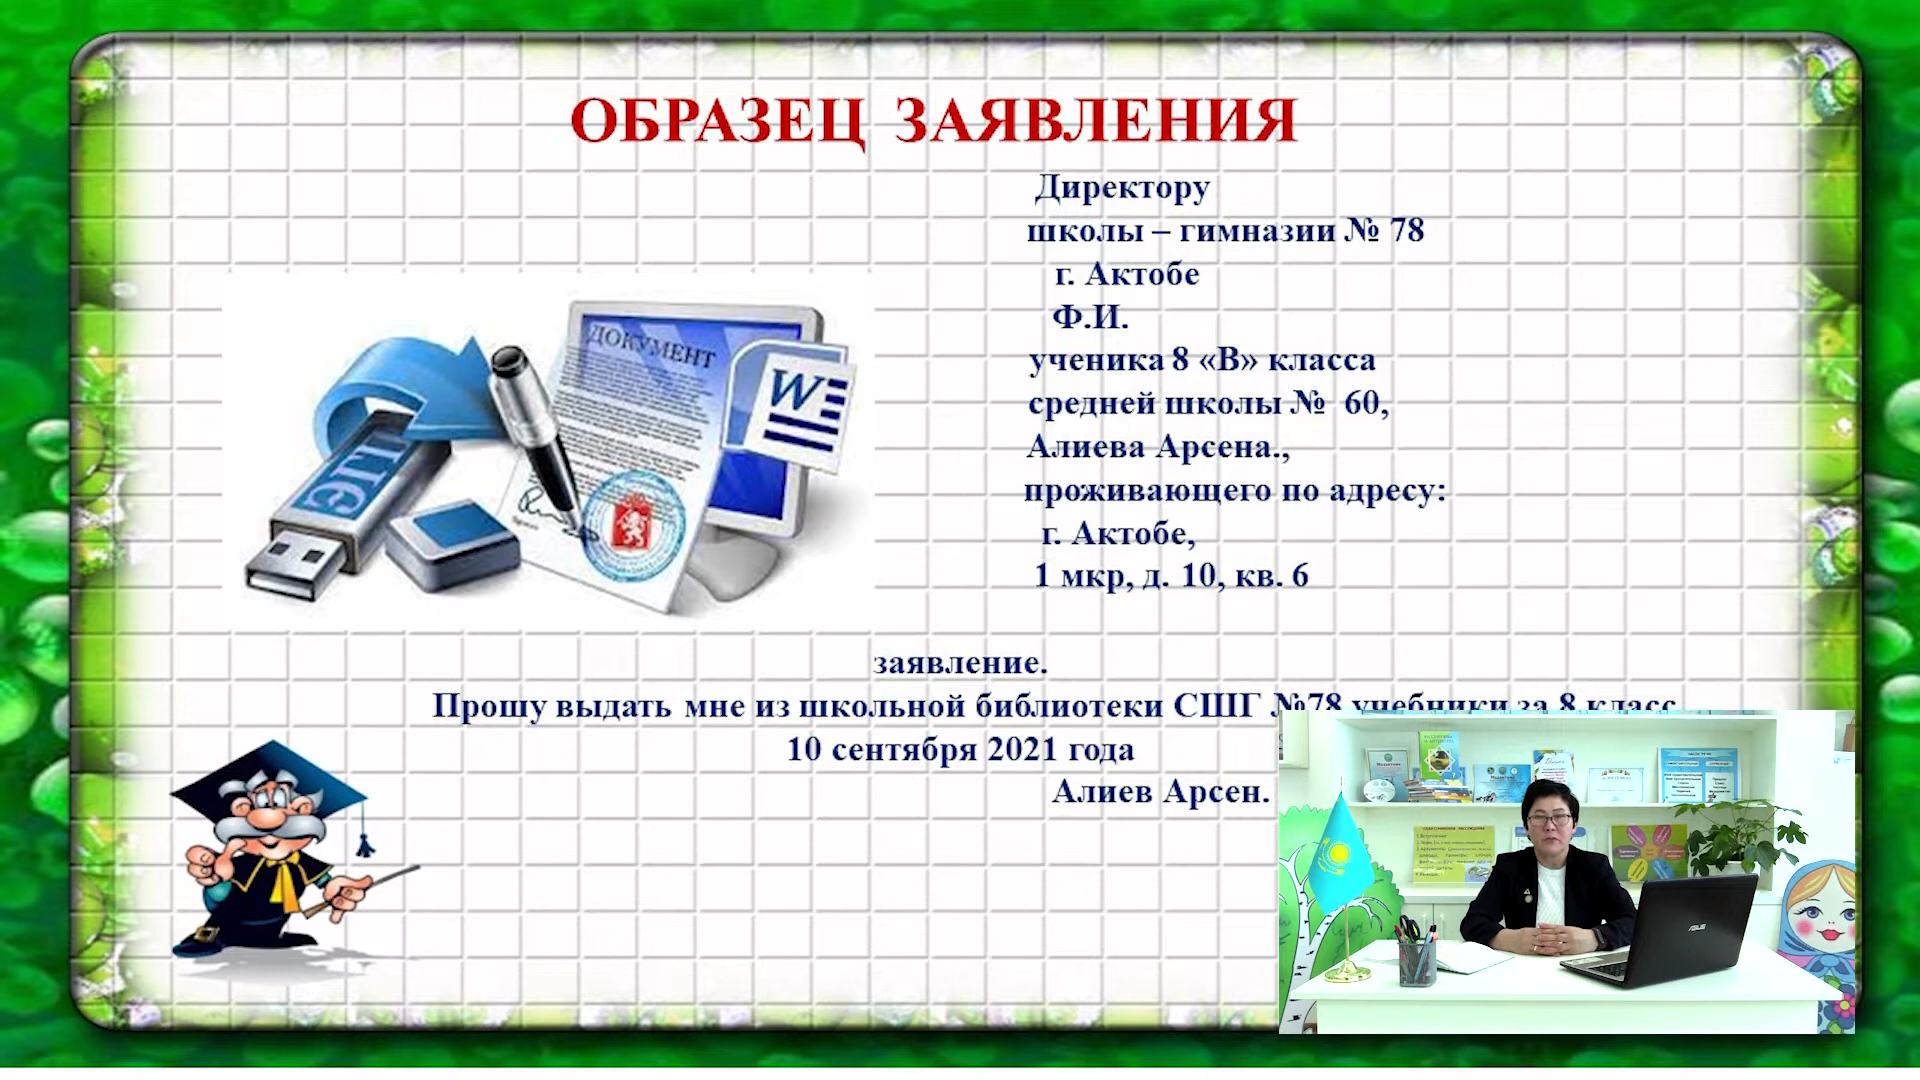 ОБРАЗЕЦ ЗАЯВЛЕНИЯ
Директору
школы – гимназии № 78
г. Актобе
Ф.И.
ученика 8 «В» класса
средней школы № 60,
Алиева Арсена.,
проживающего по адресу:
г. Актобе,
1 мкр, д. 10, кв. 6
ДОКУМЕНТ
W
заявление.
Прошу выдать мне из школьной библиотеки СШГ №78 учебники за 8 класс
10 сентября 2021 года
Алиев Арсен.
ASUS